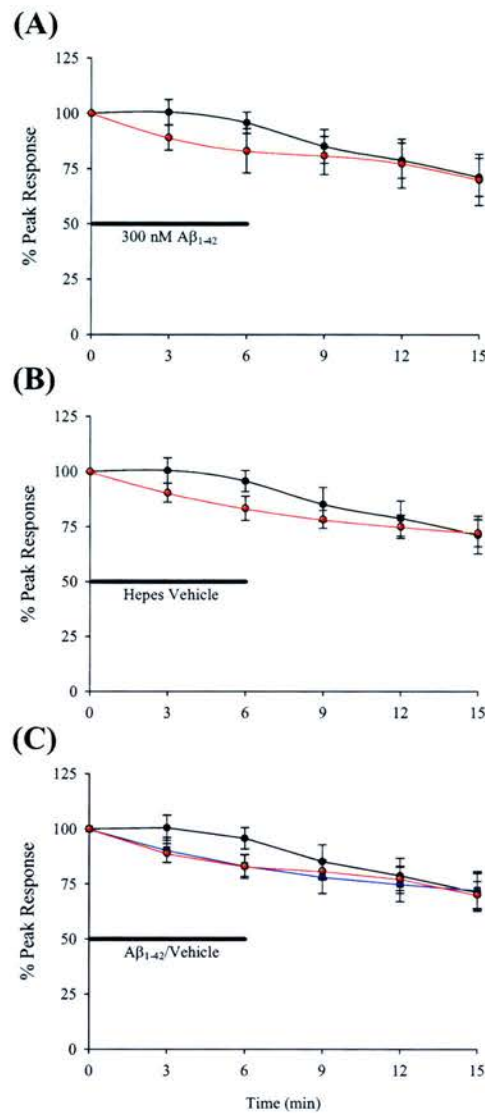 (A)
125
100
75
50
25
0
% Peak Response
300 nM Aβ₁₋₄₂
0 3 6 9 12 15
(B)
125
100
75
50
25
0
% Peak Response
Hepes Vehicle
0 3 6 9 12 15
(C)
125
100
75
50
25
0
% Peak Response
Aβ₁₋₄₂/Vehicle
0 3 6 9 12 15
Time (min)